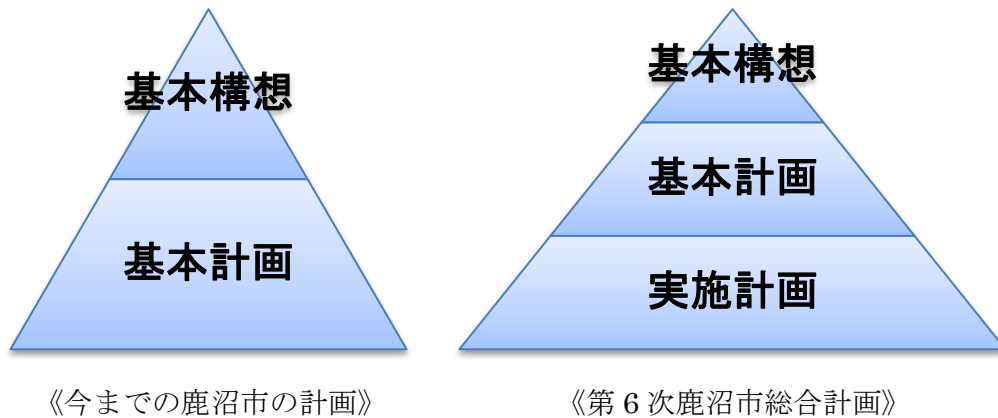 基本構想
基本計画
《今までの鹿沼市の計画》
基本構想
基本計画
実施計画
《第6次鹿沼市総合計画》